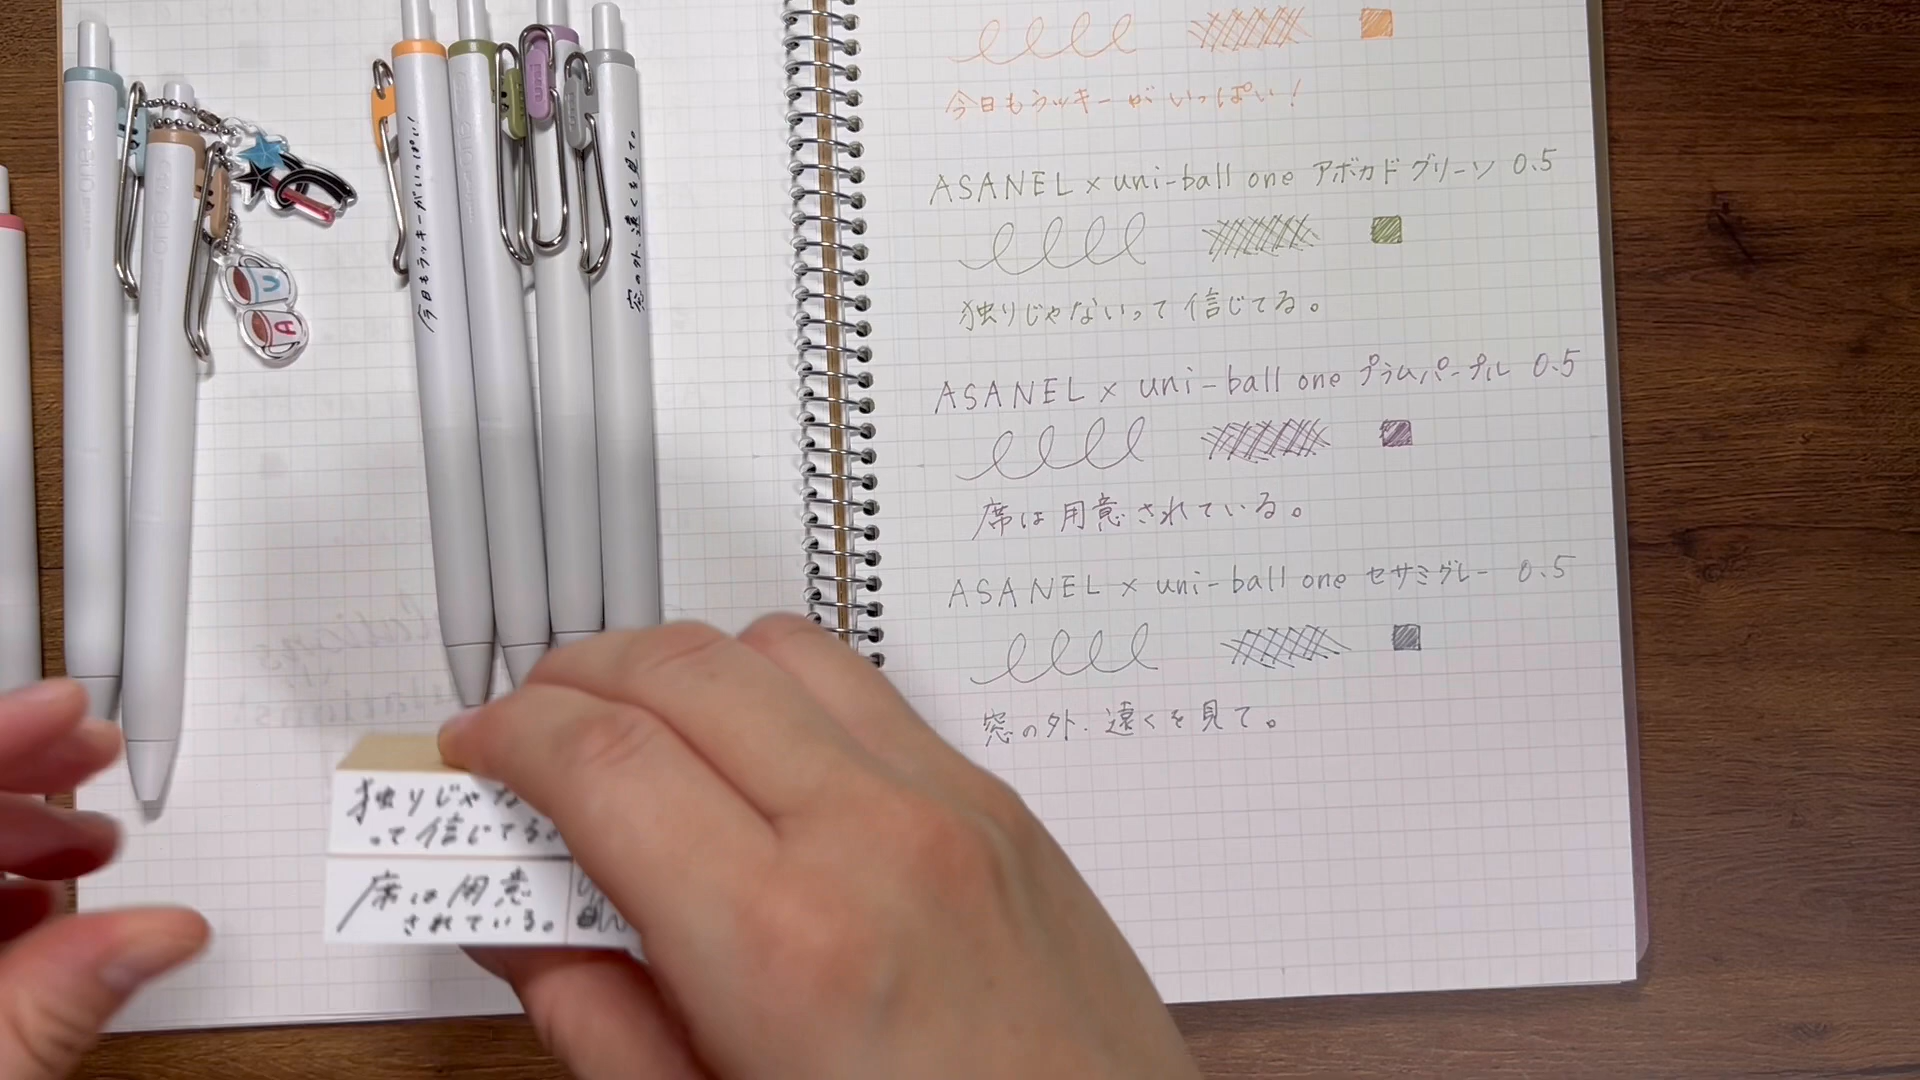 今日もラッキーがいっぱい!
ASANEL × uni-ball one アボカドグリーン 0.5
独りじゃないって信じてる。
ASANEL × uni-ball one プラムパープル 0.5
席は用意されている。
ASANEL × uni-ball one セサミグレー 0.5
窓の外、遠くを見て。
今日もラッキーがいっぱい!
窓の外、遠くを見て。
one
one
U
A
独りじゃな
って信じてる。
席は用意
されている。